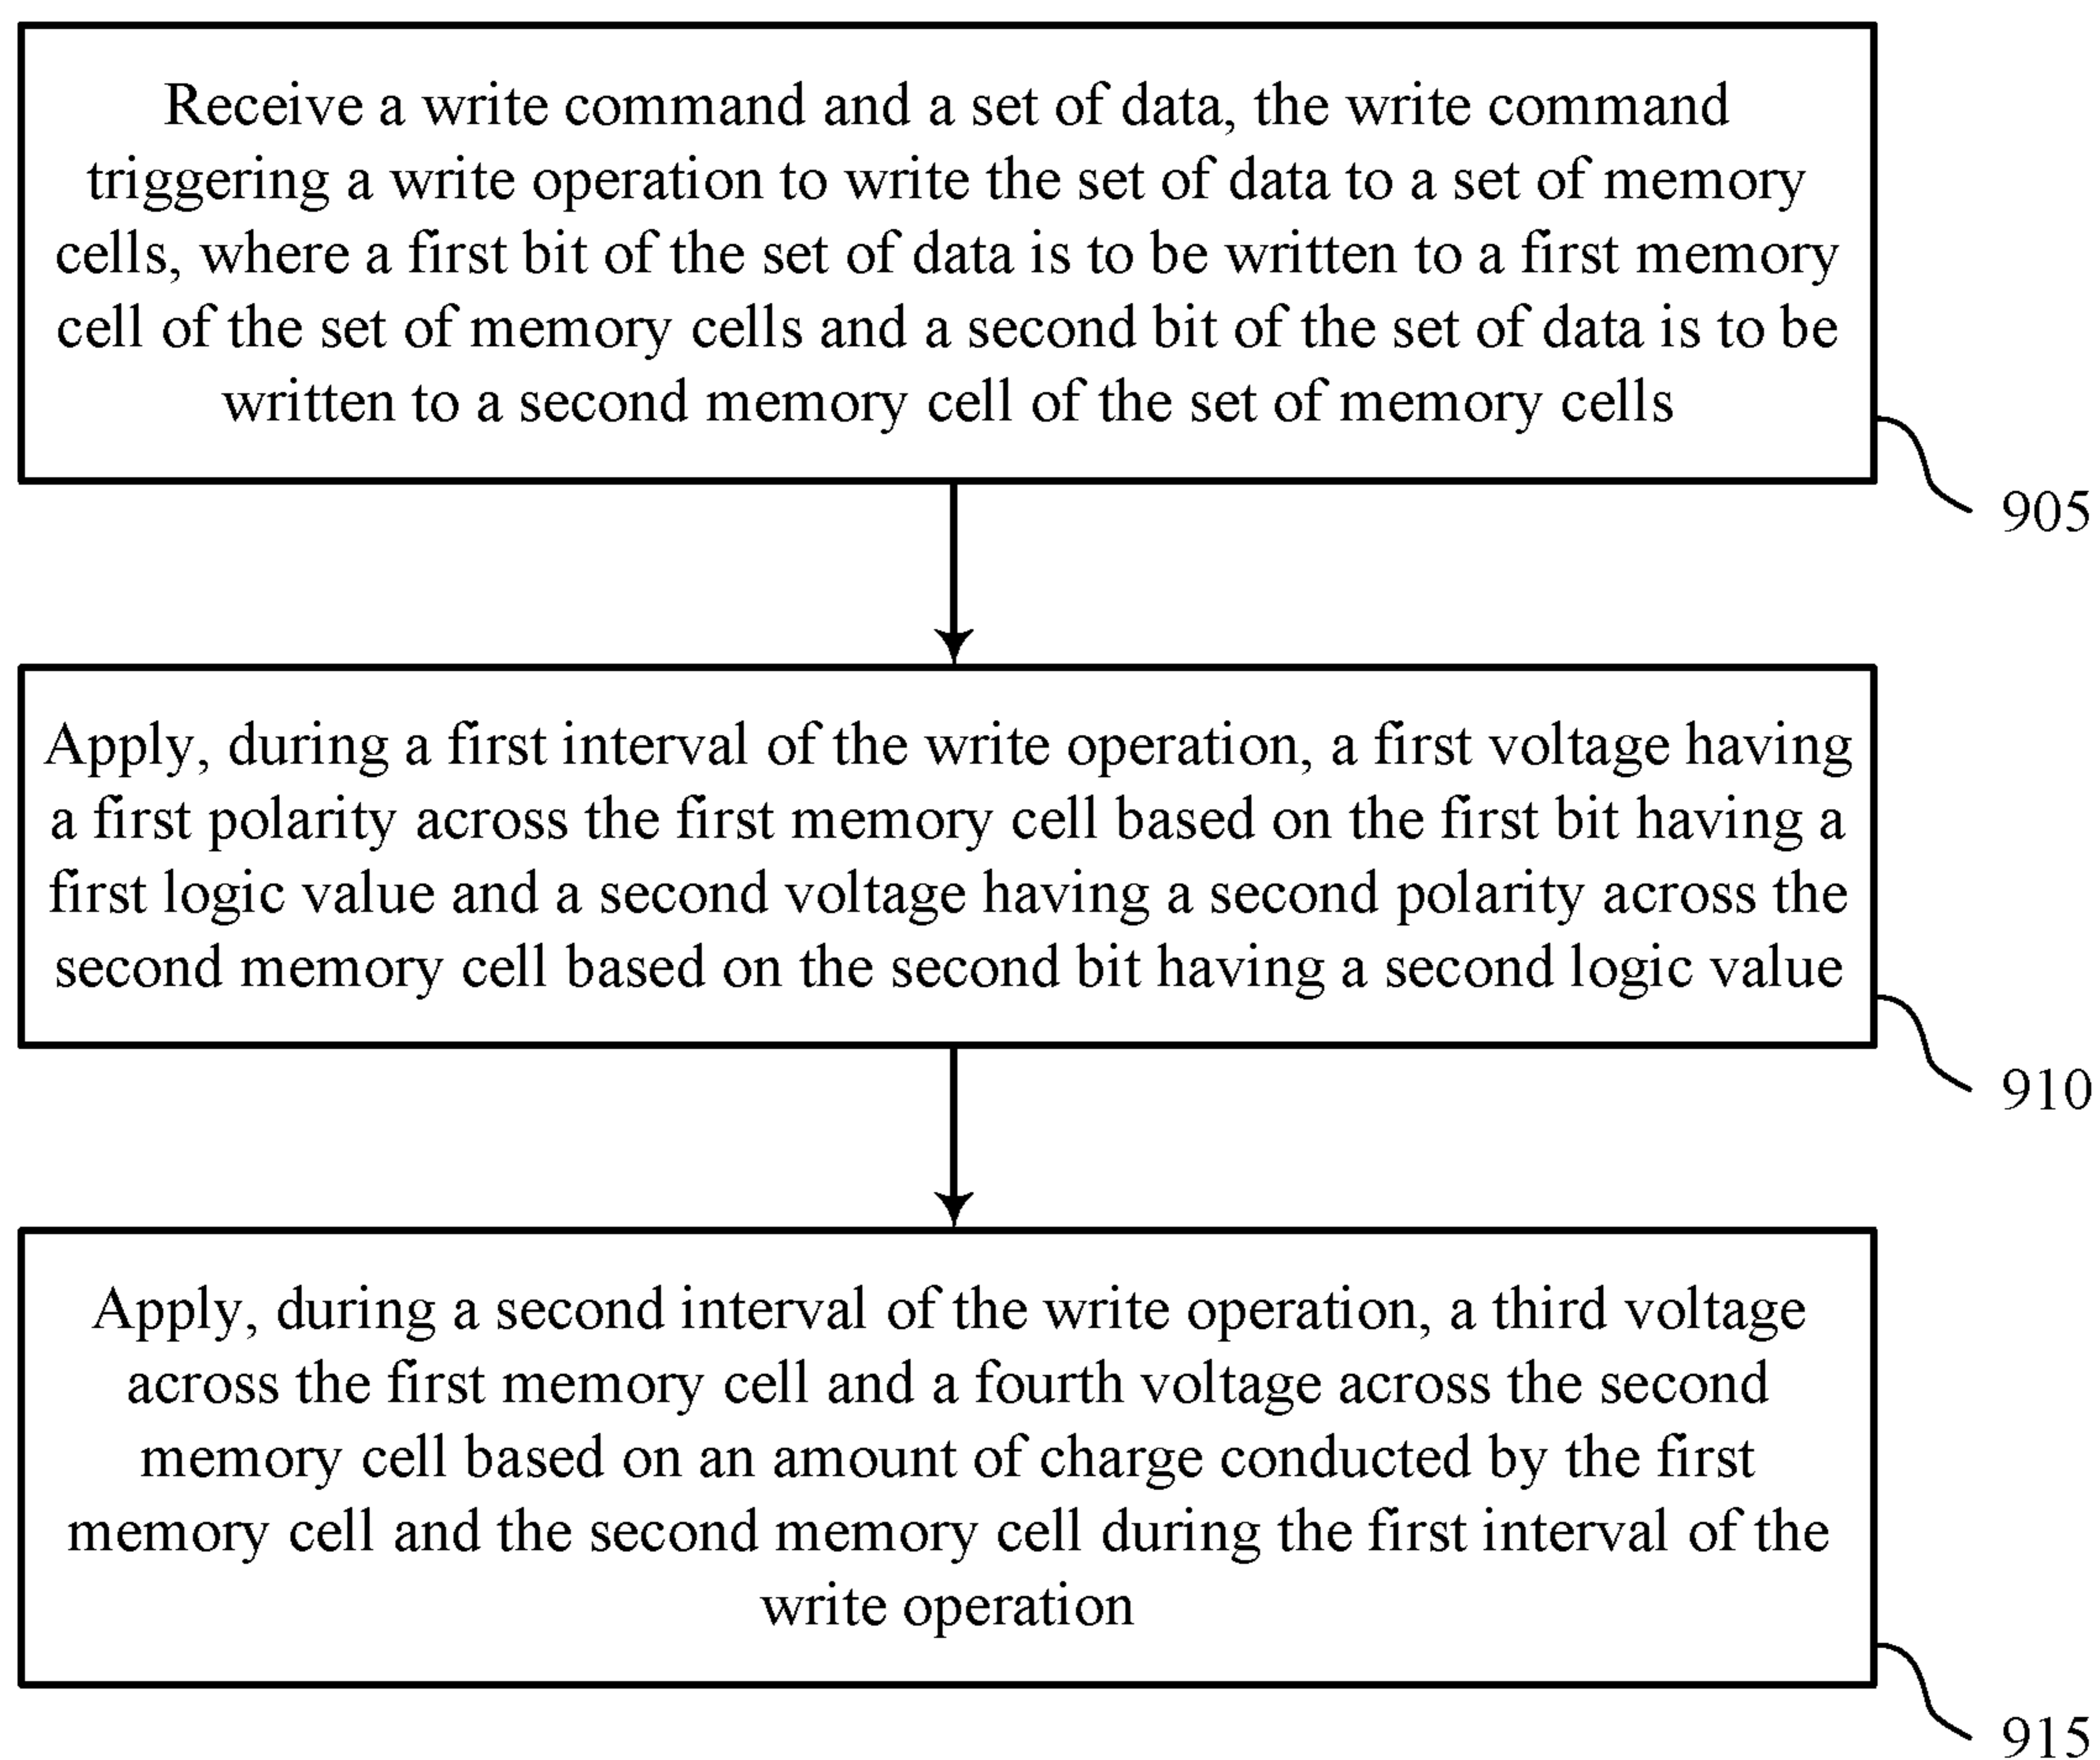 Receive a write command and a set of data, the write command
triggering a write operation to write the set of data to a set of memory
cells, where a first bit of the set of data is to be written to a first memory
cell of the set of memory cells and a second bit of the set of data is to be
written to a second memory cell of the set of memory cells
905
Apply, during a first interval of the write operation, a first voltage having
a first polarity across the first memory cell based on the first bit having a
first logic value and a second voltage having a second polarity across the
second memory cell based on the second bit having a second logic value
910
Apply, during a second interval of the write operation, a third voltage
across the first memory cell and a fourth voltage across the second
memory cell based on an amount of charge conducted by the first
memory cell and the second memory cell during the first interval of the
write operation
915